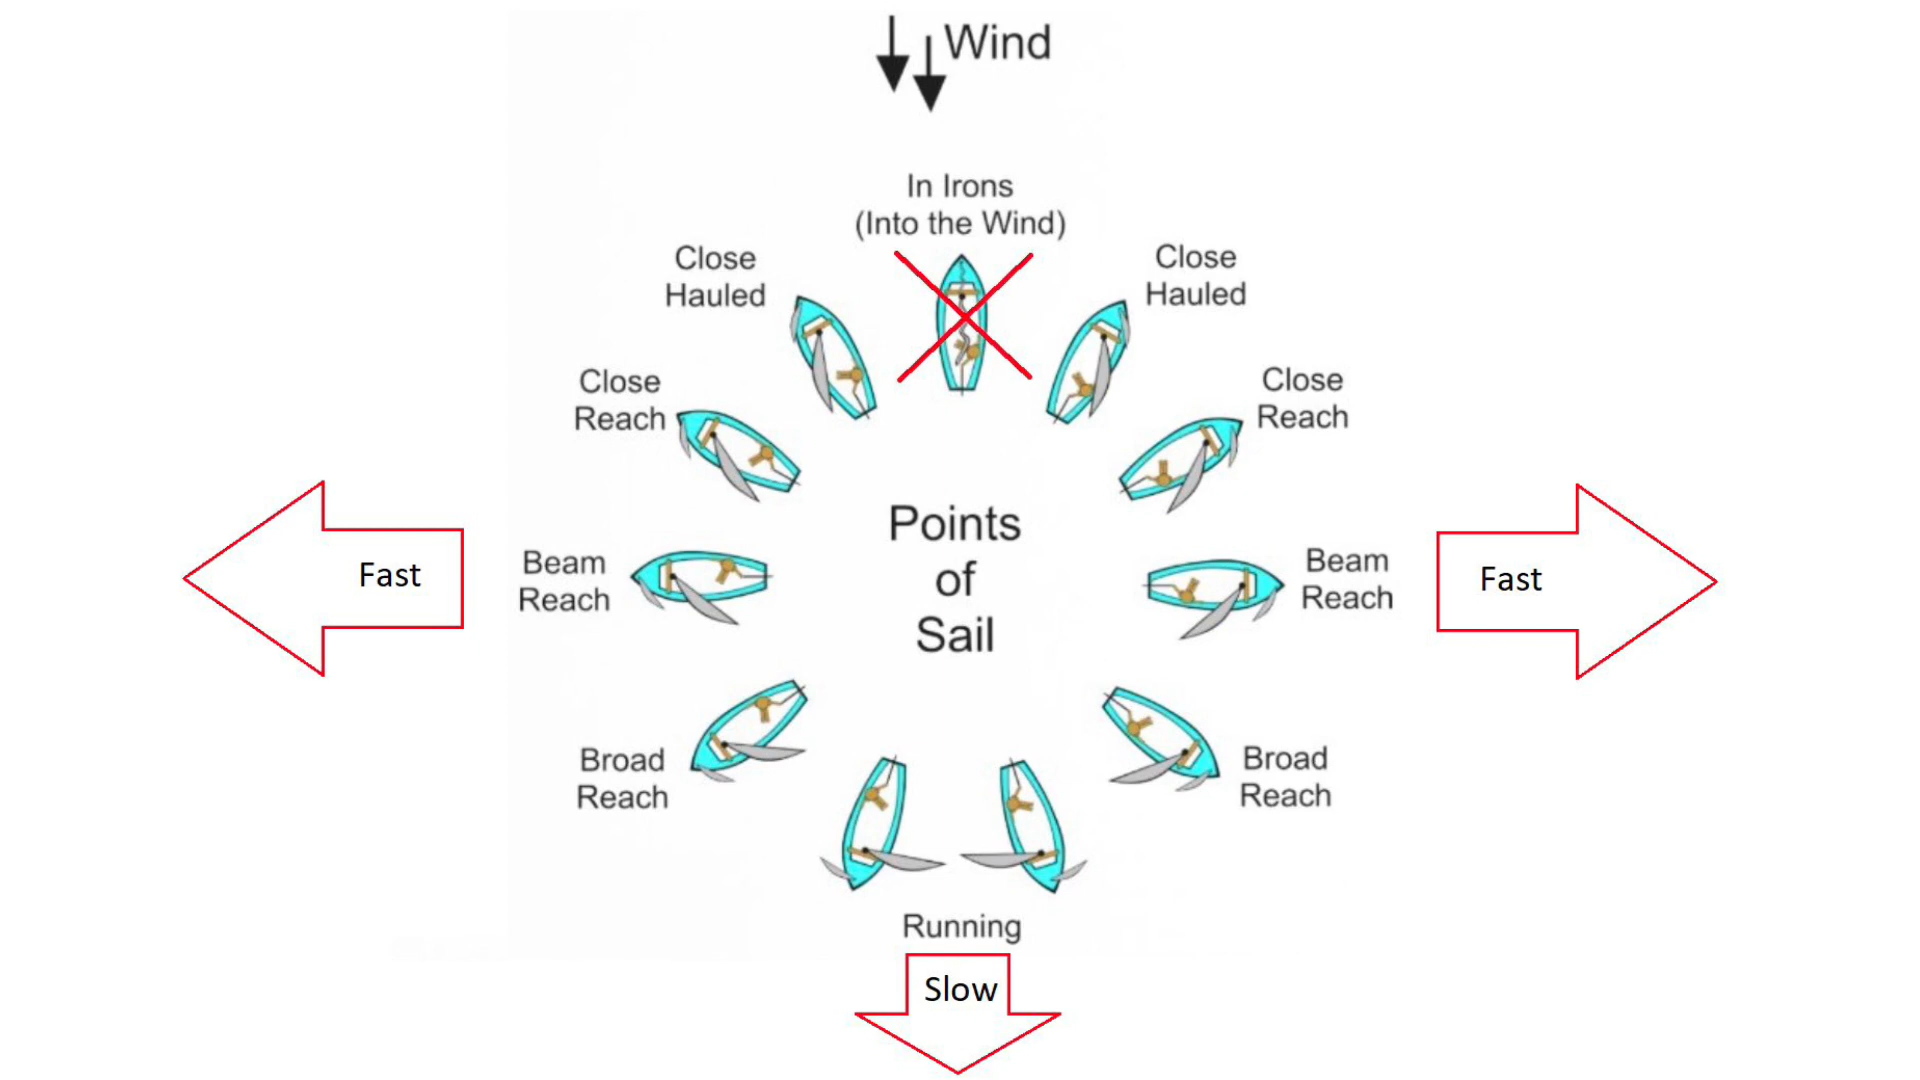 Wind
In Irons
(Into the Wind)
Close
Hauled
Close
Hauled
Close
Reach
Close
Reach
Points
of
Sail
Fast
Beam
Reach
Beam
Reach
Fast
Broad
Reach
Broad
Reach
Running
Slow